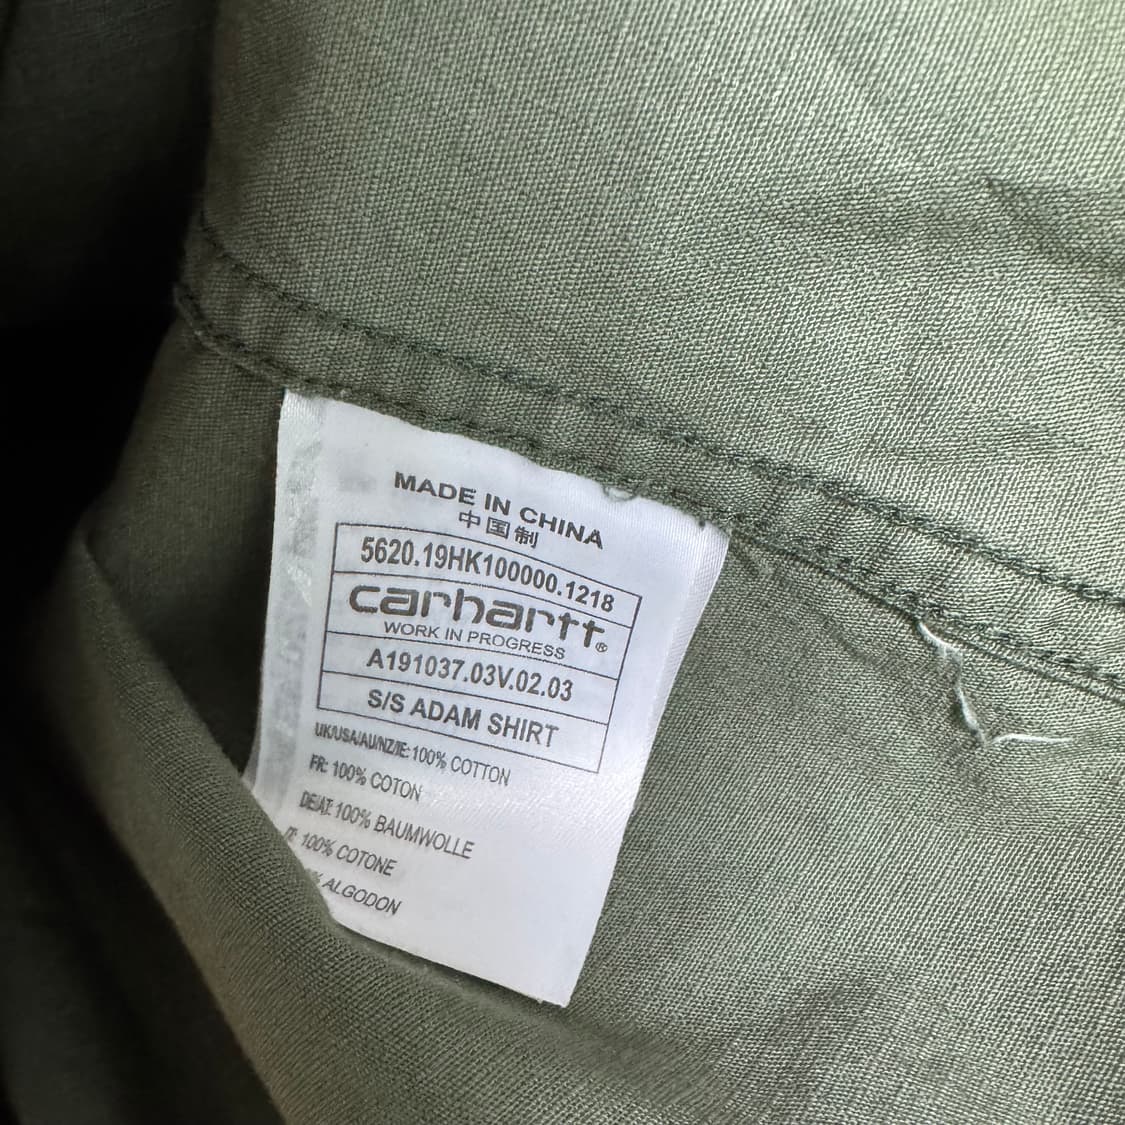 MADE IN CHINA
中国制
5620.19HK100000.1218
carhartt®
WORK IN PROGRESS
A191037.03V.02.03
S/S ADAM SHIRT
UK/USA/AU/NZ/IE: 100% COTTON
FR: 100% COTON
DE/AT: 100% BAUMWOLLE
100% COTONE
% ALGODON